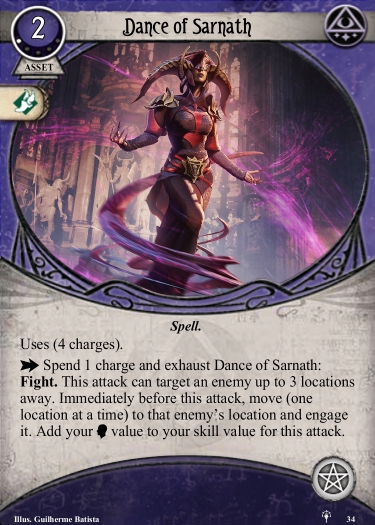 2
Dance of Sarnath
ASSET
Spell.
Uses (4 charges).
Spend 1 charge and exhaust Dance of Sarnath:
Fight. This attack can target an enemy up to 3 locations
away. Immediately before this attack, move (one
location at a time) to that enemy's location and engage
it. Add your value to your skill value for this attack.
Illus. Guilherme Batista
34